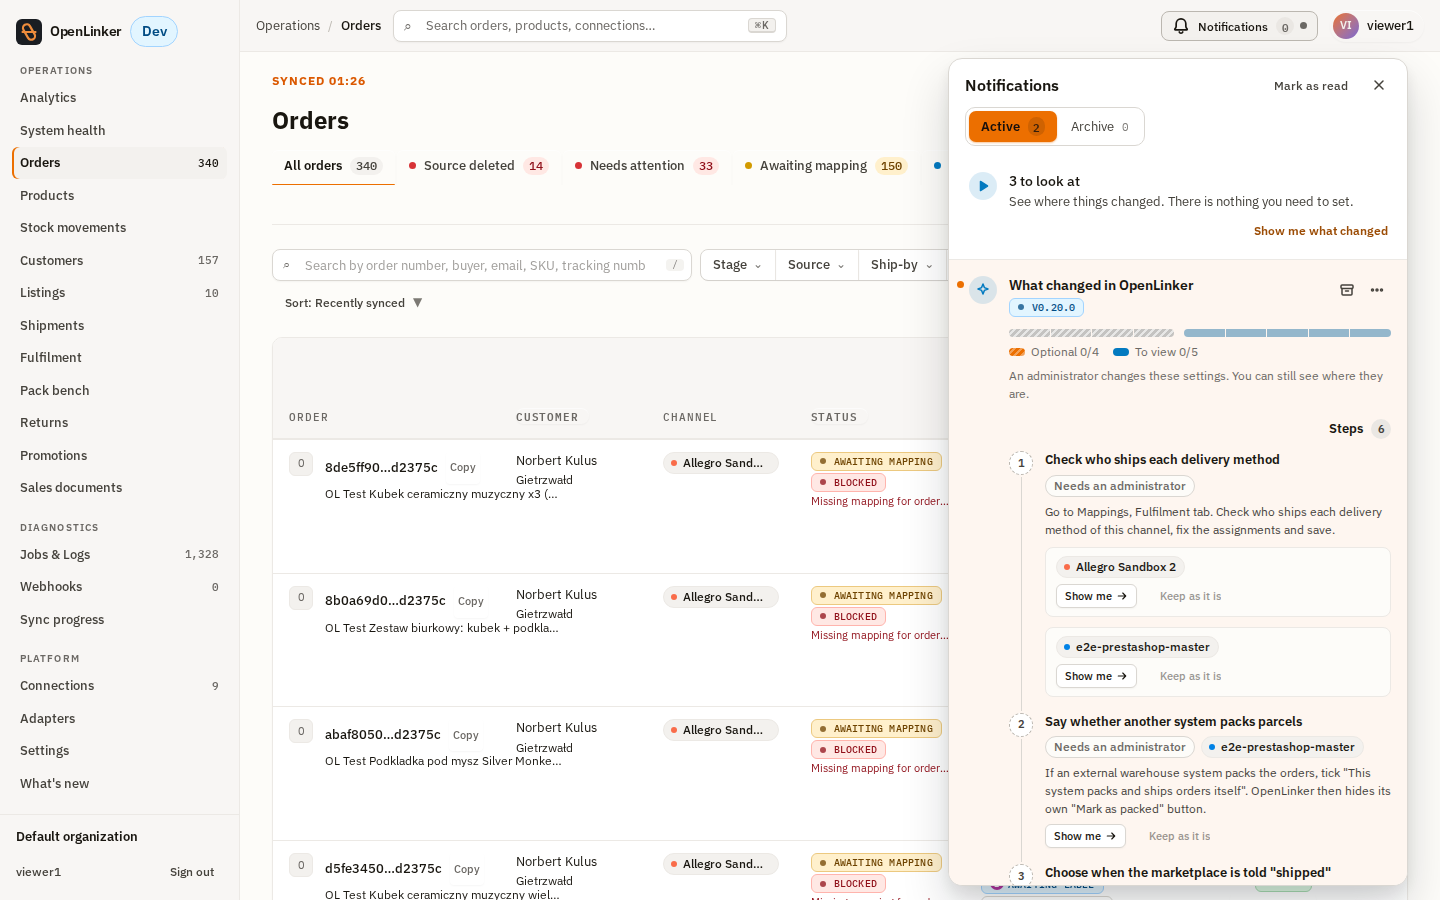 OpenLinker Dev
OPERATIONS
Analytics
System health
Orders 340
Products
Stock movements
Customers 157
Listings 10
Shipments
Fulfilment
Pack bench
Returns
Promotions
Sales documents
DIAGNOSTICS
Jobs & Logs 1,328
Webhooks 0
Sync progress
PLATFORM
Connections 9
Adapters
Settings
What's new
Default organization
viewer1 Sign out
Operations / Orders
Search orders, products, connections... ⌘K
Notifications 0
VI viewer1
SYNCED 01:26
Orders
All orders 340 Source deleted 14 Needs attention 33 Awaiting mapping 150
Search by order number, buyer, email, SKU, tracking numb /
Stage Source Ship-by
Sort: Recently synced ▼
ORDER CUSTOMER CHANNEL STATUS
O 8de5ff90...d2375c Copy
OL Test Kubek ceramiczny muzyczny x3 (...
Norbert Kulus
Gietrzwałd
Allegro Sand...
AWAITING MAPPING
BLOCKED
Missing mapping for order...
O 8b0a69d0...d2375c Copy
OL Test Zestaw biurkowy: kubek + podkla...
Norbert Kulus
Gietrzwałd
Allegro Sand...
AWAITING MAPPING
BLOCKED
Missing mapping for order...
O abaf8050...d2375c Copy
OL Test Podkladka pod mysz Silver Monke...
Norbert Kulus
Gietrzwałd
Allegro Sand...
AWAITING MAPPING
BLOCKED
Missing mapping for order...
O d5fe3450...d2375c Copy
OL Test Kubek ceramiczny muzyczny wiel...
Norbert Kulus
Gietrzwałd
Allegro Sand...
AWAITING MAPPING
BLOCKED
Notifications Mark as read
Active 2 Archive 0
3 to look at
See where things changed. There is nothing you need to set.
Show me what changed
What changed in OpenLinker
V0.20.0
Optional 0/4 To view 0/5
An administrator changes these settings. You can still see where they
are.
Steps 6
1 Check who ships each delivery method
Needs an administrator
Go to Mappings, Fulfilment tab. Check who ships each delivery
method of this channel, fix the assignments and save.
Allegro Sandbox 2
Show me → Keep as it is
e2e-prestashop-master
Show me → Keep as it is
2 Say whether another system packs parcels
Needs an administrator e2e-prestashop-master
If an external warehouse system packs the orders, tick "This
system packs and ships orders itself". OpenLinker then hides its
own "Mark as packed" button.
Show me → Keep as it is
3 Choose when the marketplace is told "shipped"